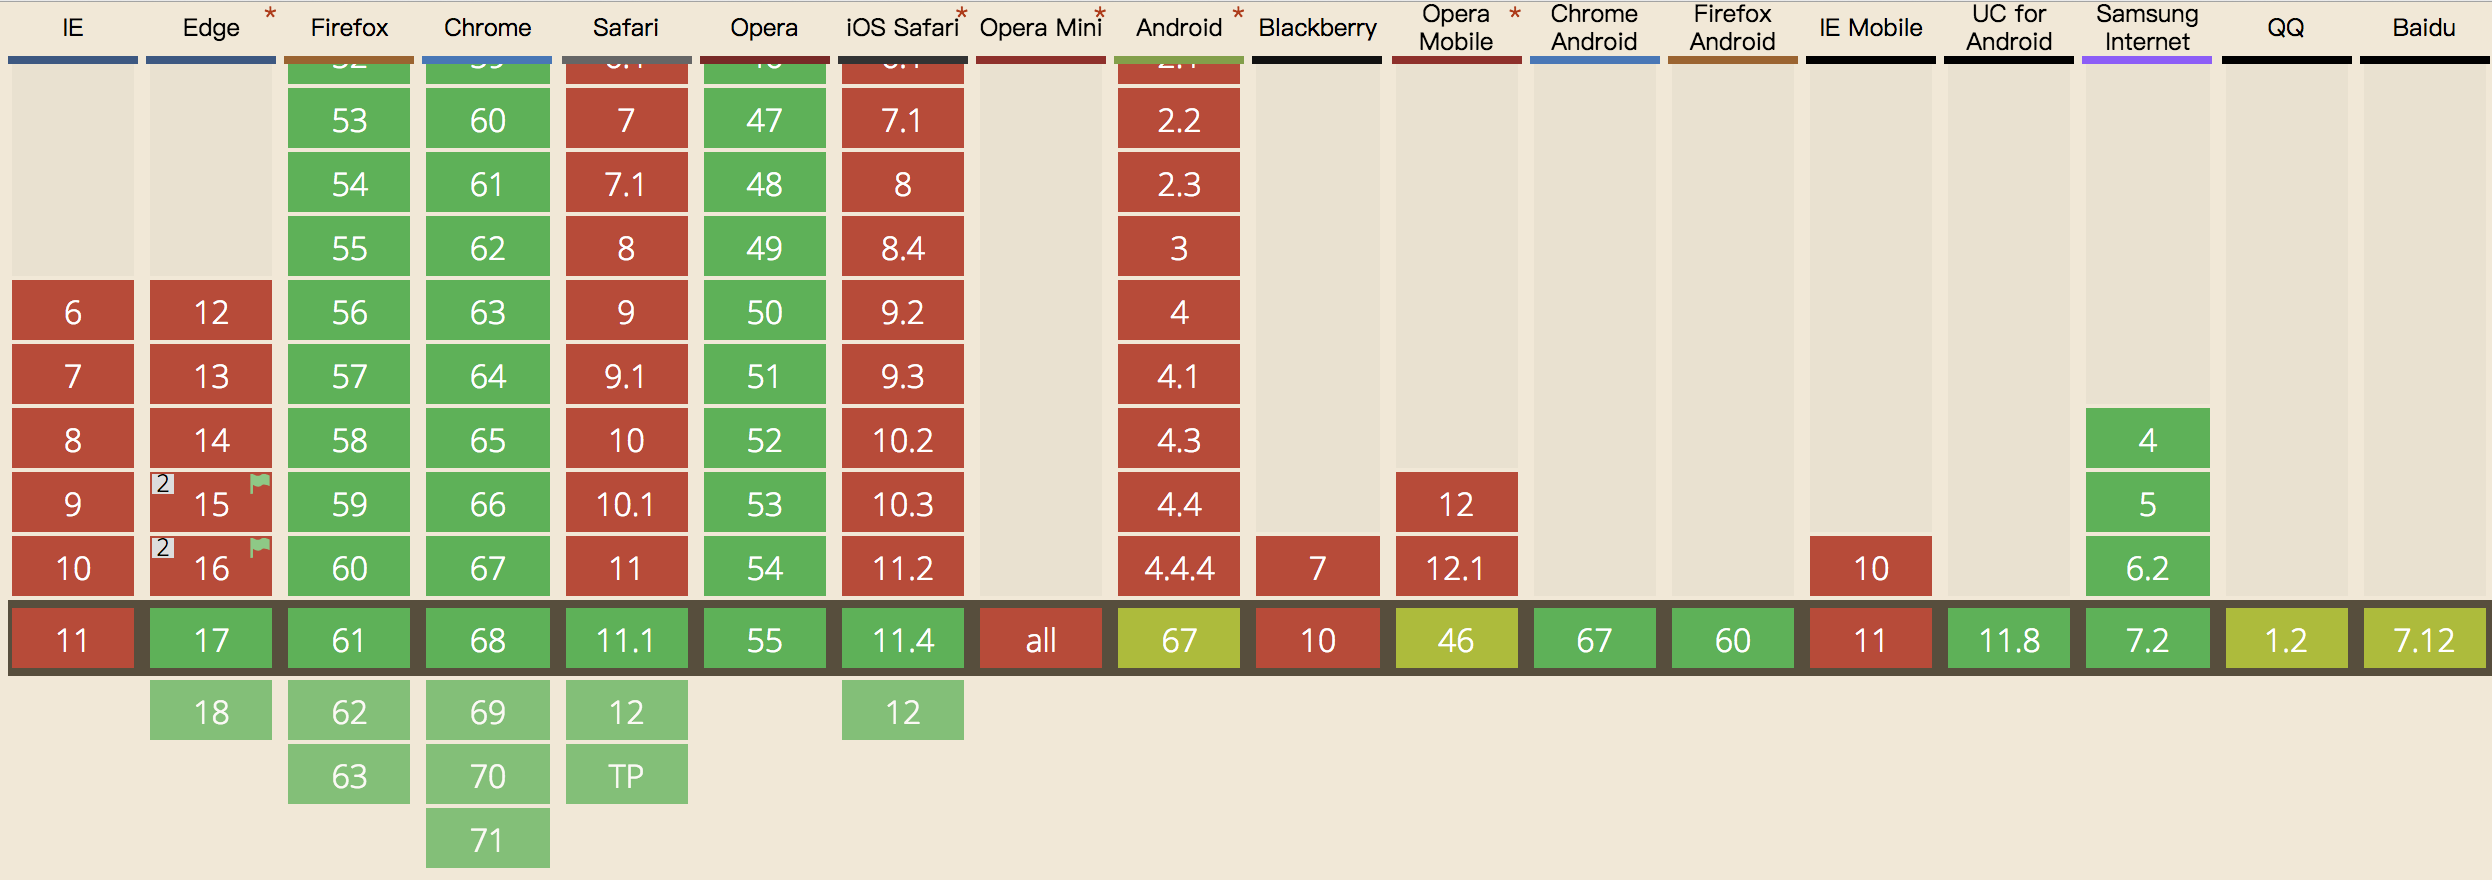 IE Edge * Firefox Chrome Safari Opera iOS Safari * Opera Mini * Android * Blackberry Opera Mobile * Chrome Android Firefox Android IE Mobile UC for Android Samsung Internet QQ Baidu
53 60 7 47 7.1 2.2
54 61 7.1 48 8 2.3
55 62 8 49 8.4 3
6 12 56 63 9 50 9.2 4
7 13 57 64 9.1 51 9.3 4.1
8 14 58 65 10 52 10.2 4.3 4
9 2 15 59 66 10.1 53 10.3 4.4 12 5
10 2 16 60 67 11 54 11.2 4.4.4 7 12.1 10 6.2
11 17 61 68 11.1 55 11.4 all 67 10 46 67 60 11 11.8 7.2 1.2 7.12
18 62 69 12 12
63 70 TP
71